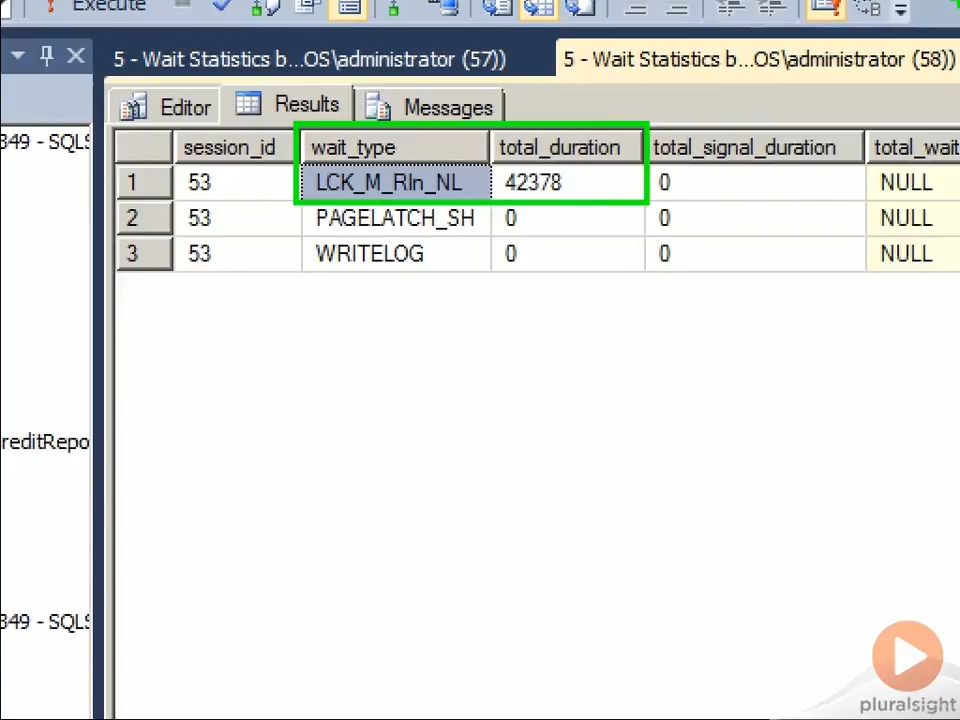 Execute
5 - Wait Statistics b...OS\administrator (57))
5 - Wait Statistics b...OS\administrator (58))
Editor
Results
Messages
349 - SQLS
session_id wait_type total_duration total_signal_duration total_wait
1 53 LCK_M_RIn_NL 42378 0 NULL
2 53 PAGELATCH_SH 0 0 NULL
3 53 WRITELOG 0 0 NULL
reditRepo
349 - SQLS
pluralsight